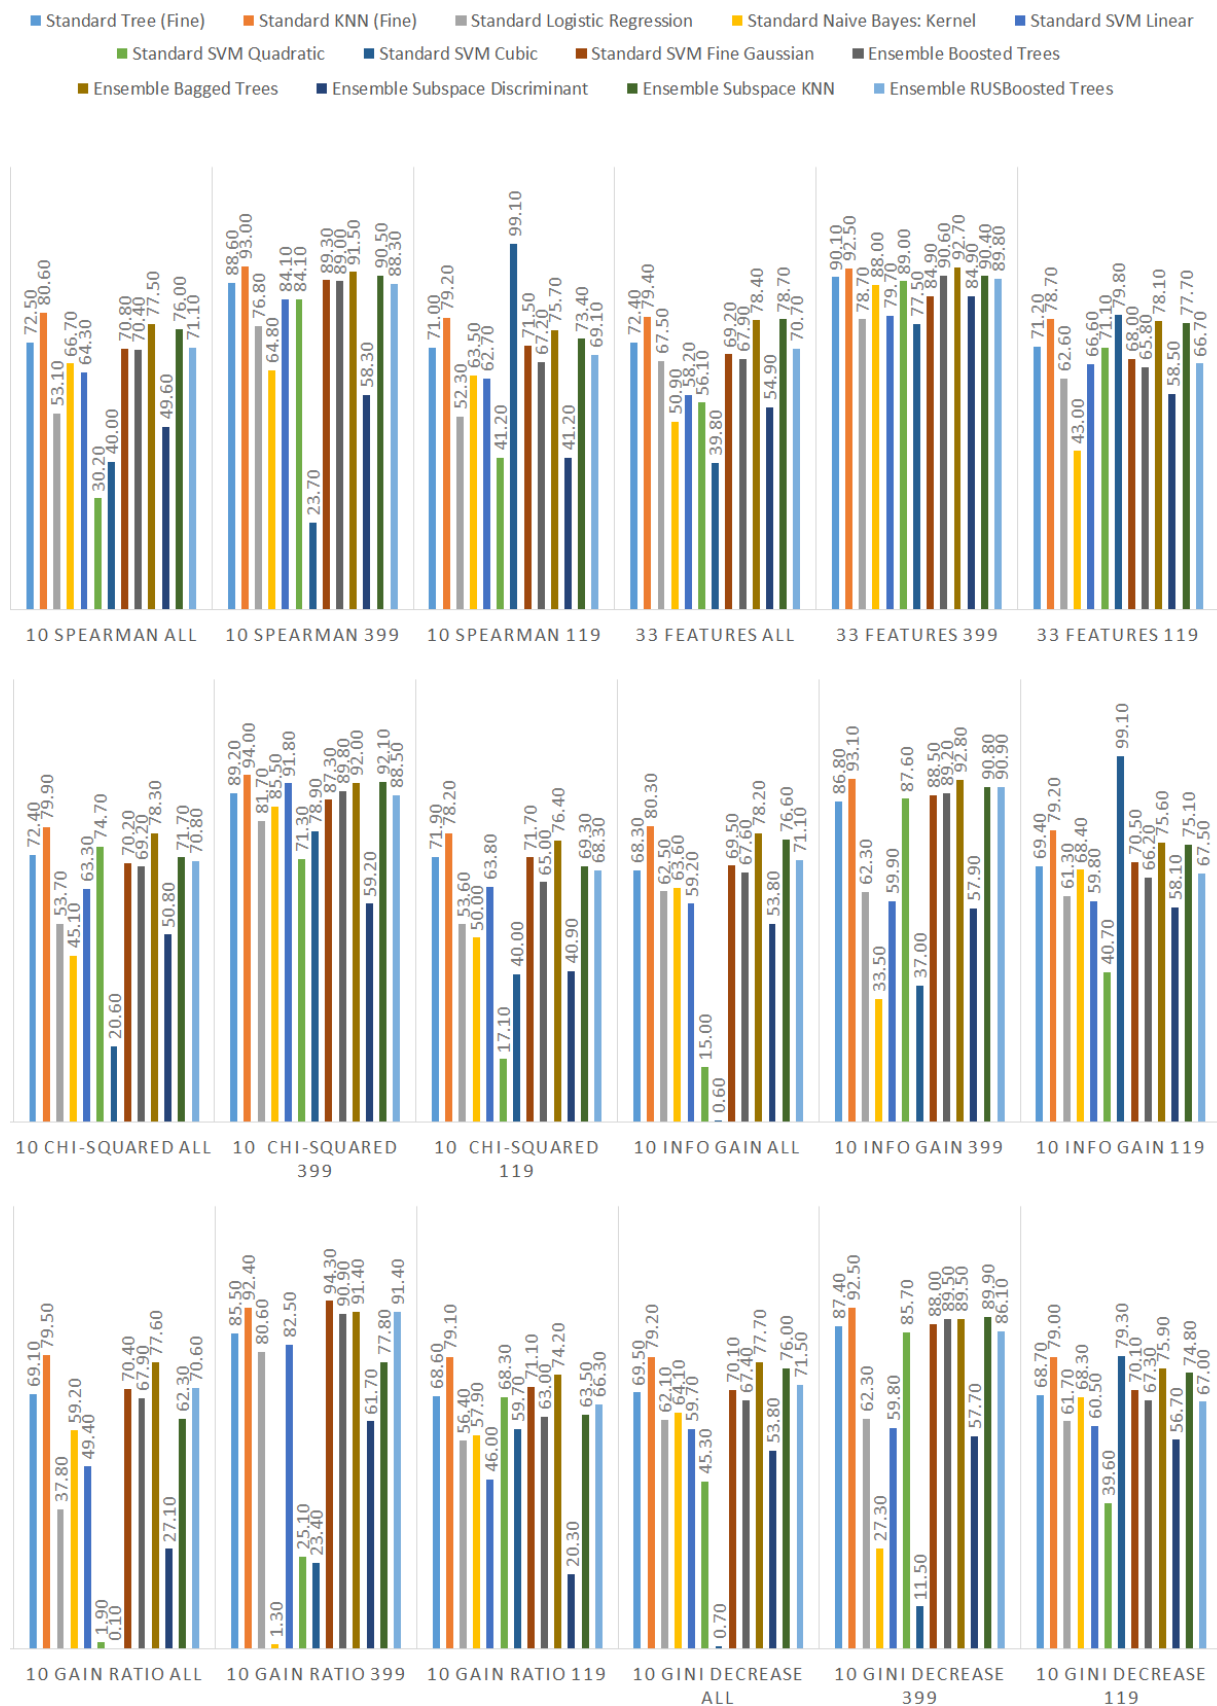 Standard Tree (Fine) Standard KNN (Fine) Standard Logistic Regression Standard Naive Bayes: Kernel Standard SVM Linear
Standard SVM Quadratic Standard SVM Cubic Standard SVM Fine Gaussian Ensemble Boosted Trees
Ensemble Bagged Trees Ensemble Subspace Discriminant Ensemble Subspace KNN Ensemble RUSBoosted Trees
72.50 80.60 53.10 66.70 64.30 30.20 40.00 70.80 70.40 77.50 49.60 76.00 71.10
88.60 93.00 76.80 64.80 84.10 84.10 23.70 89.30 89.00 91.50 58.30 90.50 88.30
71.00 79.20 52.30 63.50 62.70 41.20 99.10 71.50 67.20 75.70 41.20 73.40 69.10
72.40 79.40 67.50 50.90 58.20 56.10 39.80 69.20 67.90 78.40 54.90 78.70 70.70
90.10 92.50 78.70 88.00 79.70 89.00 77.50 84.90 90.60 92.70 84.90 90.40 89.80
71.20 78.70 62.60 43.00 66.60 71.10 79.80 68.00 65.80 78.10 58.50 77.70 66.70
10 SPEARMAN ALL 10 SPEARMAN 399 10 SPEARMAN 119 33 FEATURES ALL 33 FEATURES 399 33 FEATURES 119
72.40 79.90 53.70 45.10 63.30 74.70 20.60 70.20 69.20 78.30 50.80 71.70 70.80
89.20 94.00 81.70 85.50 91.80 71.30 78.90 87.30 89.80 92.00 59.20 92.10 88.50
71.90 78.20 53.60 50.00 63.80 17.10 40.00 71.70 65.00 76.40 40.90 69.30 68.30
68.30 80.30 62.50 63.60 59.20 15.00 0.60 69.50 67.60 78.20 53.80 76.60 71.10
86.80 93.10 62.30 33.50 59.90 87.60 37.00 88.50 89.20 92.80 57.90 90.80 90.90
69.40 79.20 61.30 68.40 59.80 40.70 99.10 70.50 66.20 75.60 58.10 75.10 67.50
10 CHI-SQUARED ALL 10 CHI-SQUARED 10 CHI-SQUARED 10 INFO GAIN ALL 10 INFO GAIN 399 10 INFO GAIN 119
399 119
69.10 79.50 37.80 59.20 49.40 1.90 0.10 70.40 67.90 77.60 27.10 62.30 70.60
85.50 92.40 80.60 1.30 82.50 25.10 23.40 94.30 90.90 91.40 61.70 77.80 91.40
68.60 79.10 56.40 57.90 46.00 68.30 59.70 71.10 63.00 74.20 20.30 63.50 66.30
69.50 79.20 62.10 64.10 59.70 45.30 0.70 70.10 67.40 77.70 53.80 76.00 71.50
87.40 92.50 62.30 27.30 59.80 85.70 11.50 88.00 89.50 89.50 57.70 89.90 86.10
68.70 79.00 61.70 68.30 60.50 39.60 79.30 70.10 67.30 75.90 56.70 74.80 67.00
10 GAIN RATIO ALL 10 GAIN RATIO 399 10 GAIN RATIO 119 10 GINI DECREASE 10 GINI DECREASE 10 GINI DECREASE
ALL 399 119